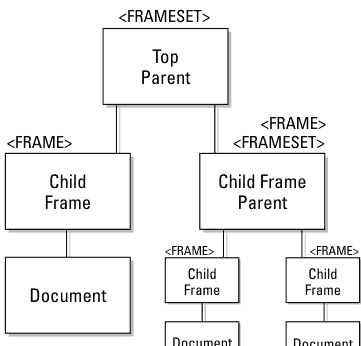 <FRAMESET>
Top
Parent
<FRAME>
<FRAME>
<FRAMESET>
Child
Frame
Child Frame
Parent
<FRAME>
<FRAME>
Child
Frame
Child
Frame
Document
Document
Document